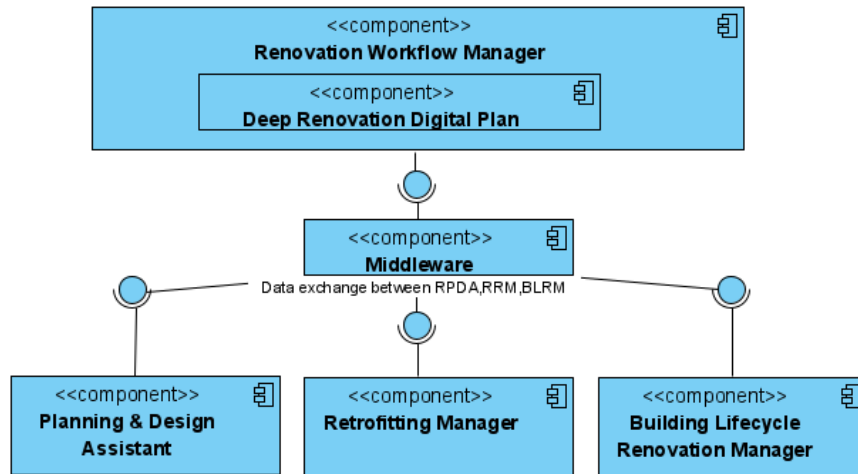 <<component>>
Renovation Workflow Manager
<<component>>
Deep Renovation Digital Plan
<<component>>
Middleware
Data exchange between RPDA,RRM,BLRM
<<component>>
Planning & Design
Assistant
<<component>>
Retrofitting Manager
<<component>>
Building Lifecycle
Renovation Manager